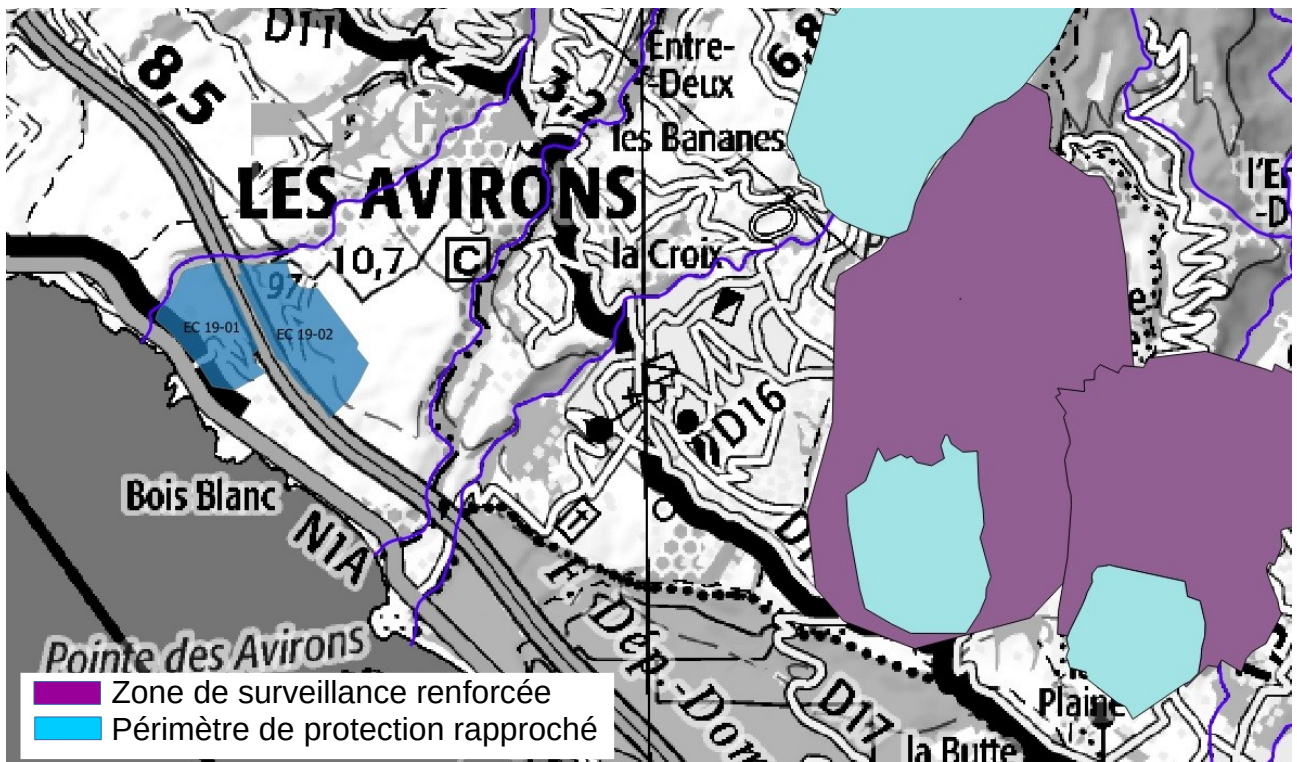 D11
8,5
3,2
Entre-
-Deux
6,8
les Bananes
LES AVIRONS
l'E
-D
10,7
C
la Croix
97
EC 19-01
EC 19-02
D16
Bois Blanc
N1A
F. Dép.-Dom
Pointe des Avirons
D17
Plaine
la Butte
Zone de surveillance renforcée
Périmètre de protection rapproché